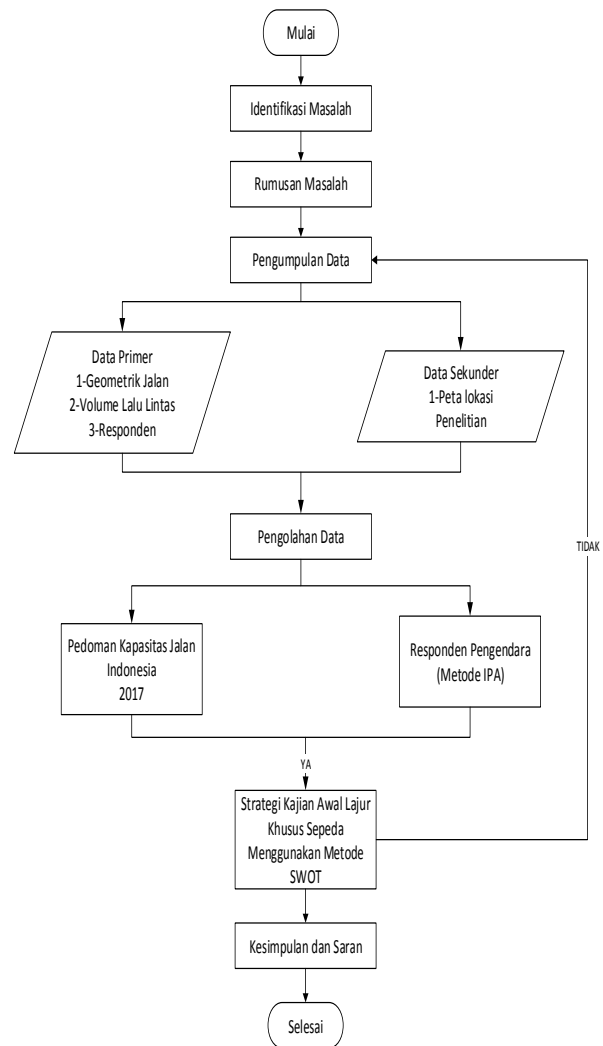 Mulai
Identifikasi Masalah
Rumusan Masalah
Pengumpulan Data
Data Primer
1-Geometrik Jalan
2-Volume Lalu Lintas
3-Responden
Data Sekunder
1-Peta lokasi
Penelitian
Pengolahan Data
TIDAK
Pedoman Kapasitas Jalan
Indonesia
2017
Responden Pengendara
(Metode IPA)
YA
Strategi Kajian Awal Lajur
Khusus Sepeda
Menggunakan Metode
SWOT
Kesimpulan dan Saran
Selesai